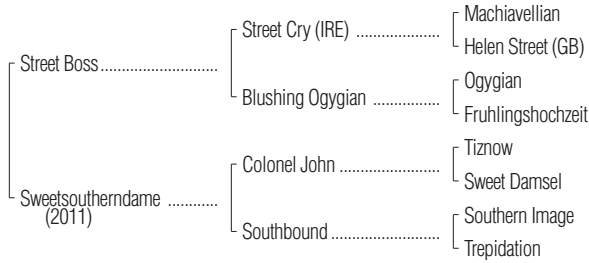 Machiavellian
Street Cry (IRE) ....................
Helen Street (GB)
Street Boss............................
Ogygian
Blushing Ogygian ................
Fruhlingshochzeit
Tiznow
Colonel John ........................
Sweet Damsel
Sweetsoutherndame ............
(2011)
Southern Image
Southbound ..........................
Trepidation